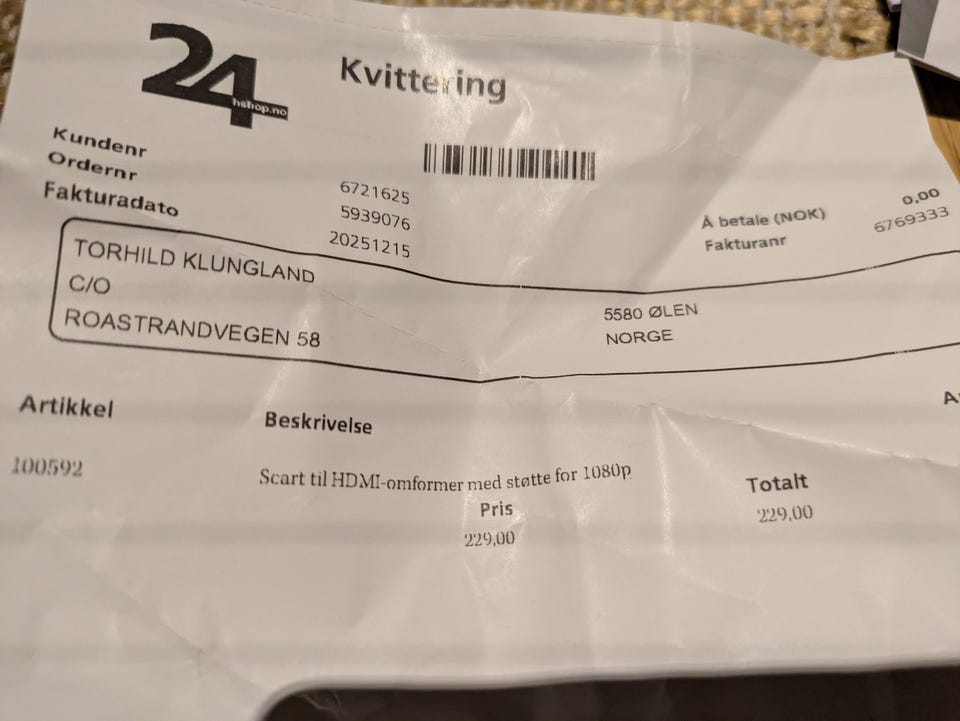 24
hshop.no
Kvittering
Kundenr 6721625
Ordernr 5939076
Fakturadato 20251215
Å betale (NOK) 0,00
Fakturanr 6769333
TORHILD KLUNGLAND
C/O
ROASTRANDVEGEN 58
5580 ØLEN
NORGE
Artikkel Beskrivelse
100592 Scart til HDMI-omformer med støtte for 1080p
Pris Totalt
229,00 229,00